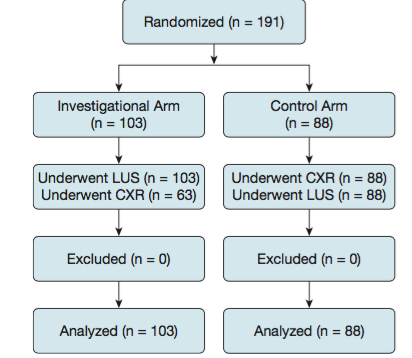 Randomized (n = 191)
Investigational Arm
(n = 103)
Control Arm
(n = 88)
Underwent LUS (n = 103)
Underwent CXR (n = 63)
Underwent CXR (n = 88)
Underwent LUS (n = 88)
Excluded (n = 0)
Excluded (n = 0)
Analyzed (n = 103)
Analyzed (n = 88)